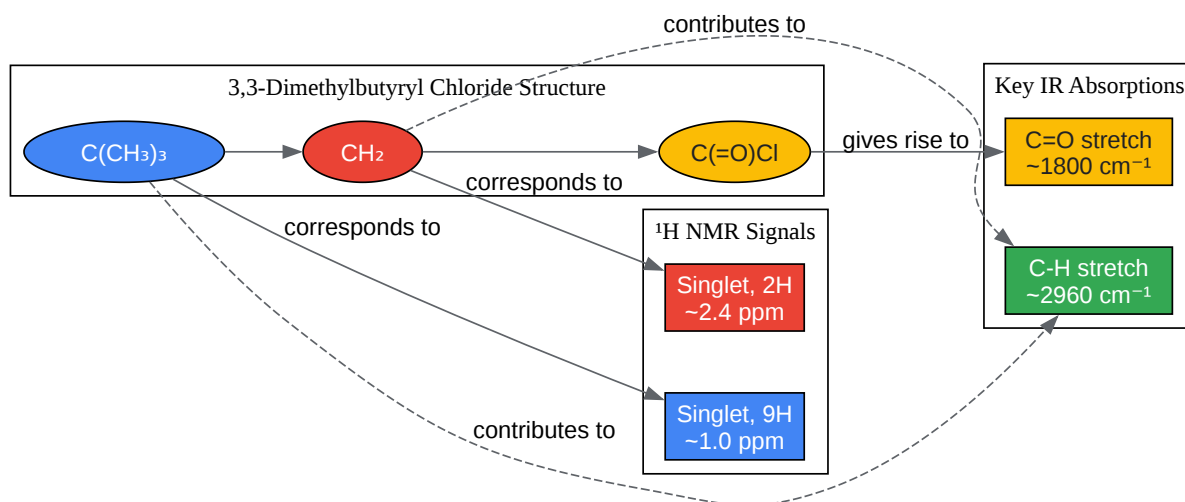 contributes to
3,3-Dimethylbutyryl Chloride Structure
Key IR Absorptions
C(CH₃)₃
CH₂
C(=O)Cl
gives rise to
C=O stretch
~1800 cm⁻¹
corresponds to
corresponds to
¹H NMR Signals
C-H stretch
~2960 cm⁻¹
Singlet, 2H
~2.4 ppm
Singlet, 9H
~1.0 ppm
contributes to